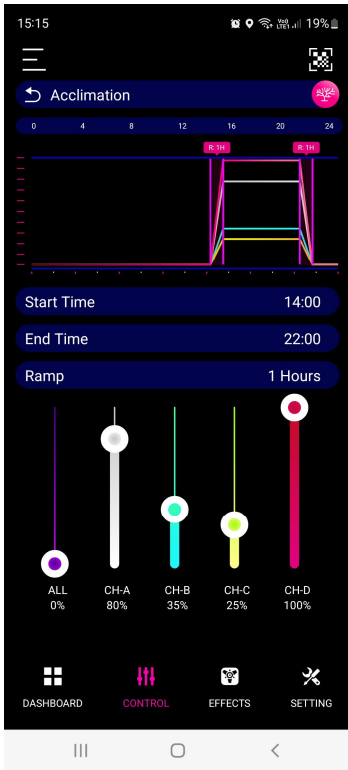 15:15 Vo)) LTE1 19%
Acclimation
0 4 8 12 16 20 24
R: 1H R: 1H
Start Time 14:00
End Time 22:00
Ramp 1 Hours
ALL CH-A CH-B CH-C CH-D
0% 80% 35% 25% 100%
DASHBOARD CONTROL EFFECTS SETTING